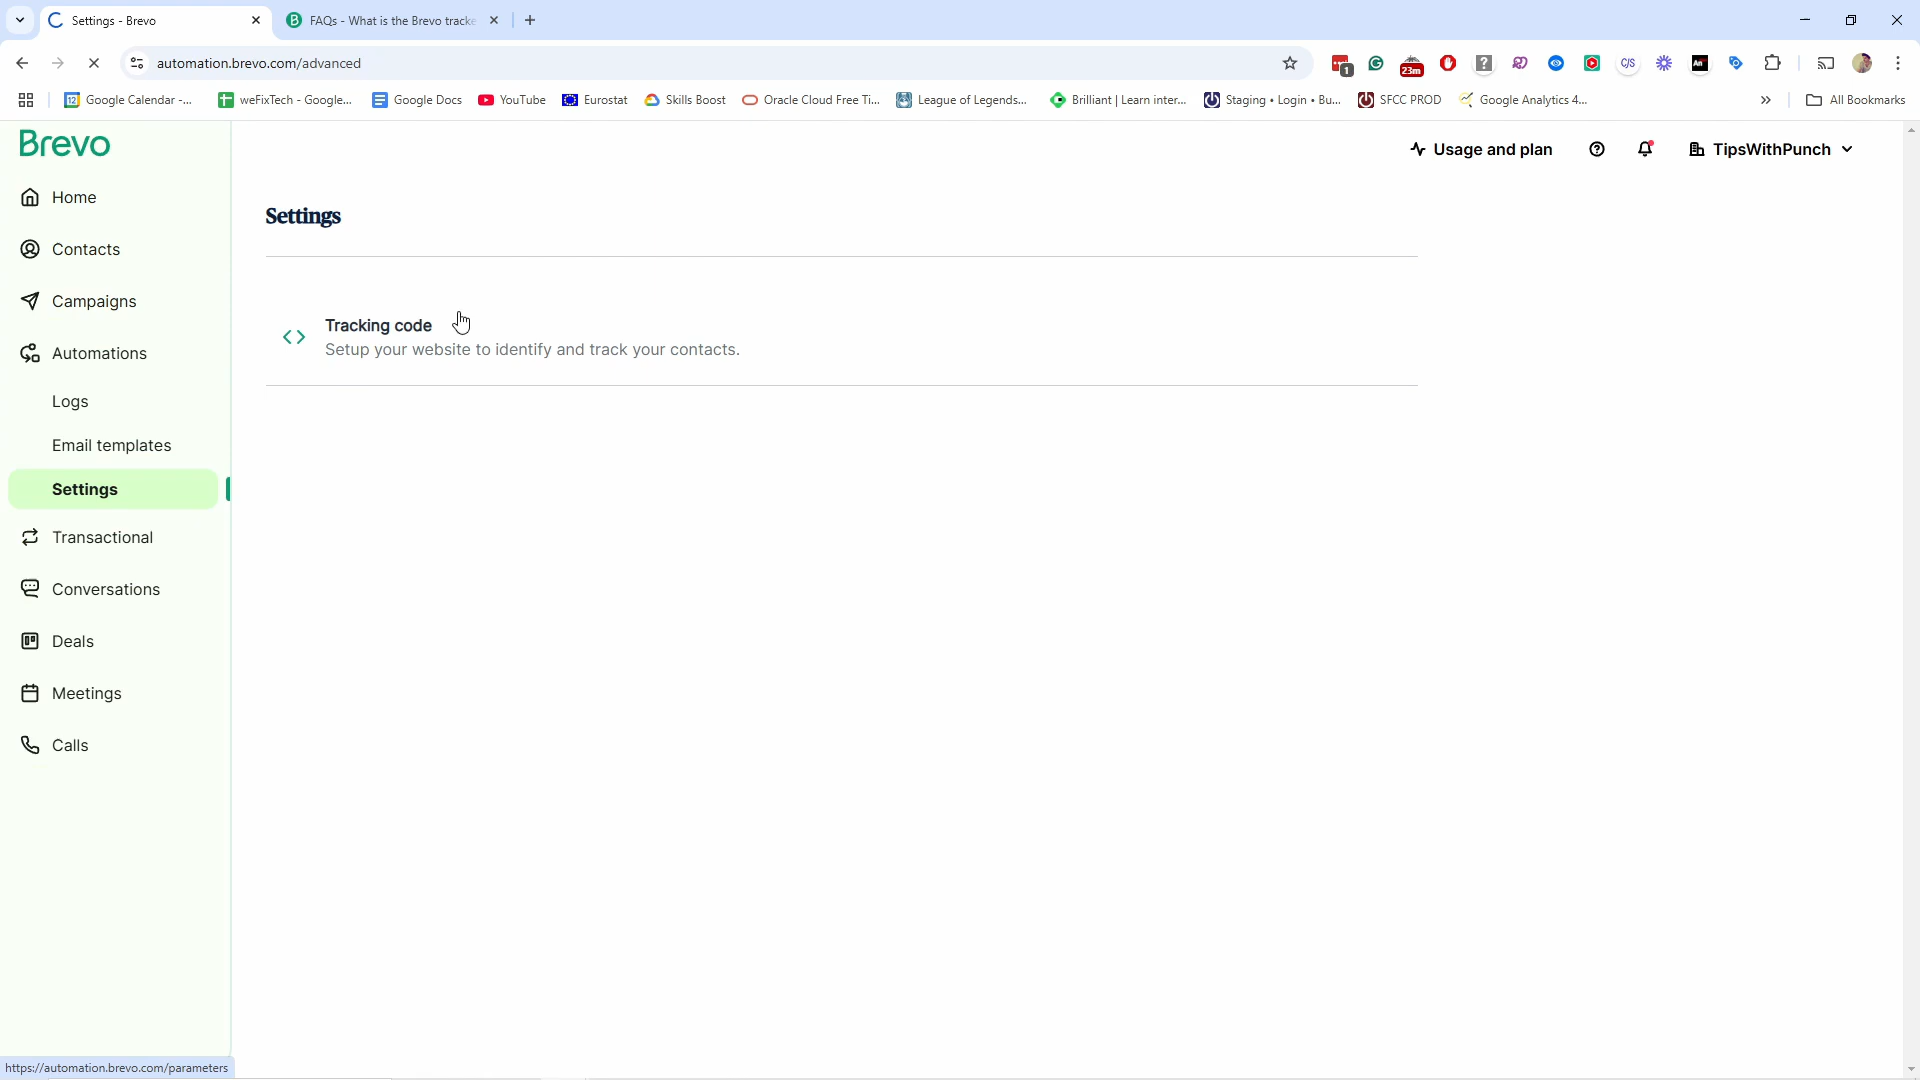 Settings - Brevo
FAQs - What is the Brevo tracke
automation.brevo.com/advanced
1
23m
C/S
An
Google Calendar -...
weFixTech - Google...
Google Docs
YouTube
Eurostat
Skills Boost
Oracle Cloud Free Ti...
League of Legends...
Brilliant | Learn inter...
Staging • Login • Bu...
SFCC PROD
Google Analytics 4...
All Bookmarks
Brevo
Usage and plan
TipsWithPunch
Home
Contacts
Campaigns
Automations
Logs
Email templates
Settings
Transactional
Conversations
Deals
Meetings
Calls
Settings
Tracking code
Setup your website to identify and track your contacts.
https://automation.brevo.com/parameters